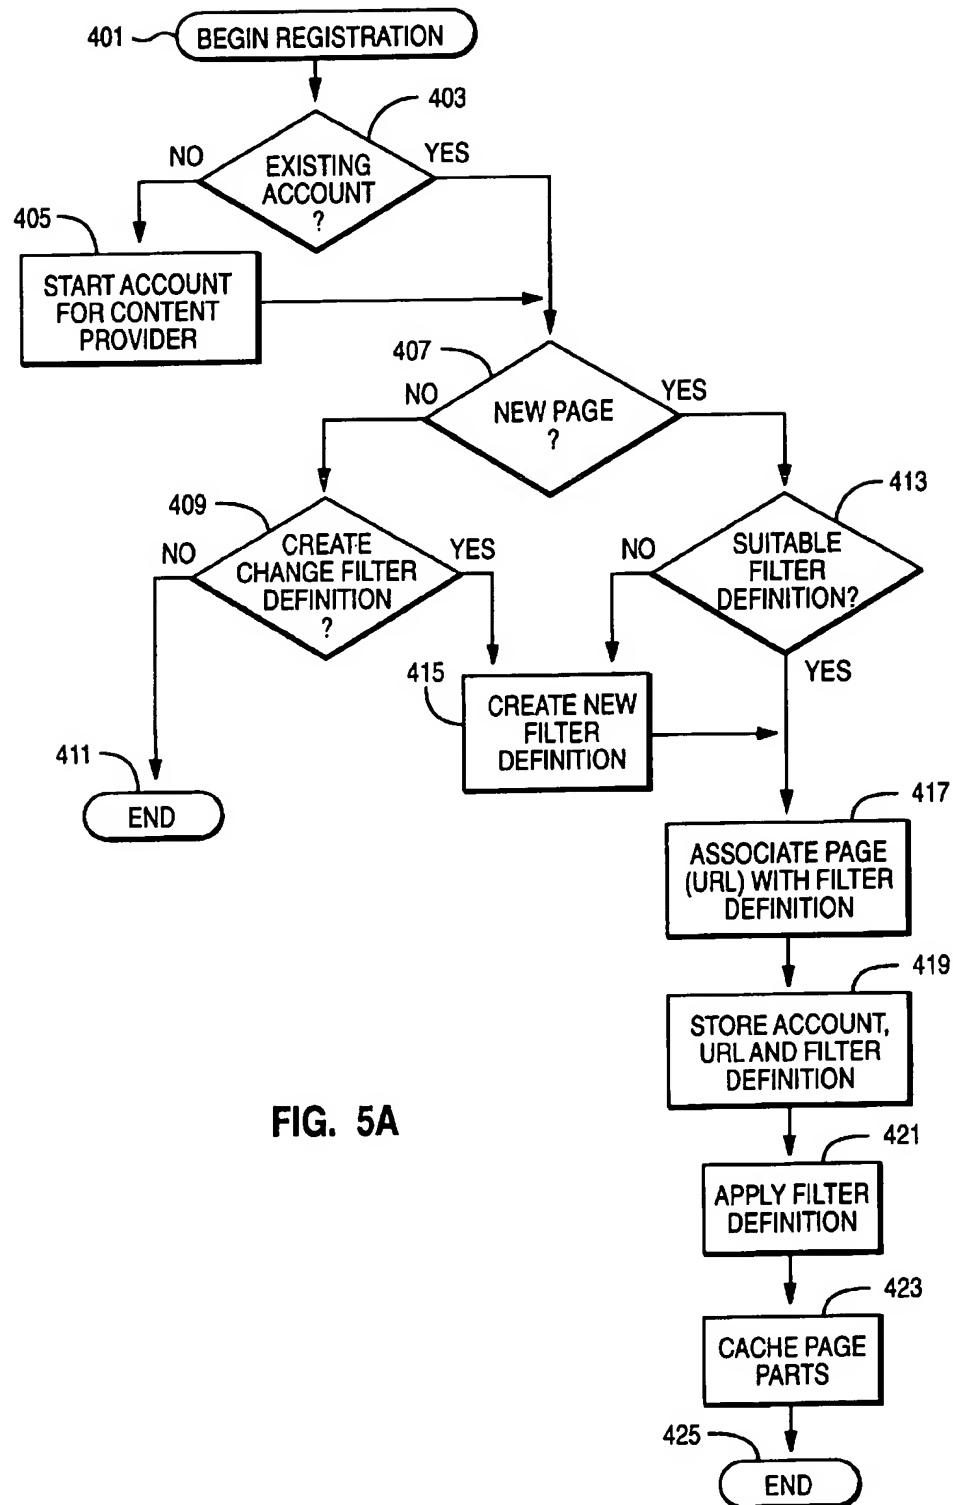 401
BEGIN REGISTRATION
403
NO
YES
EXISTING
ACCOUNT
?
405
START ACCOUNT
FOR CONTENT
PROVIDER
407
NO
YES
NEW PAGE
?
409
NO
YES
CREATE
CHANGE FILTER
DEFINITION
?
413
NO
SUITABLE
FILTER
DEFINITION?
YES
415
CREATE NEW
FILTER
DEFINITION
411
END
417
ASSOCIATE PAGE
(URL) WITH FILTER
DEFINITION
419
STORE ACCOUNT,
URL AND FILTER
DEFINITION
FIG. 5A
421
APPLY FILTER
DEFINITION
423
CACHE PAGE
PARTS
425
END